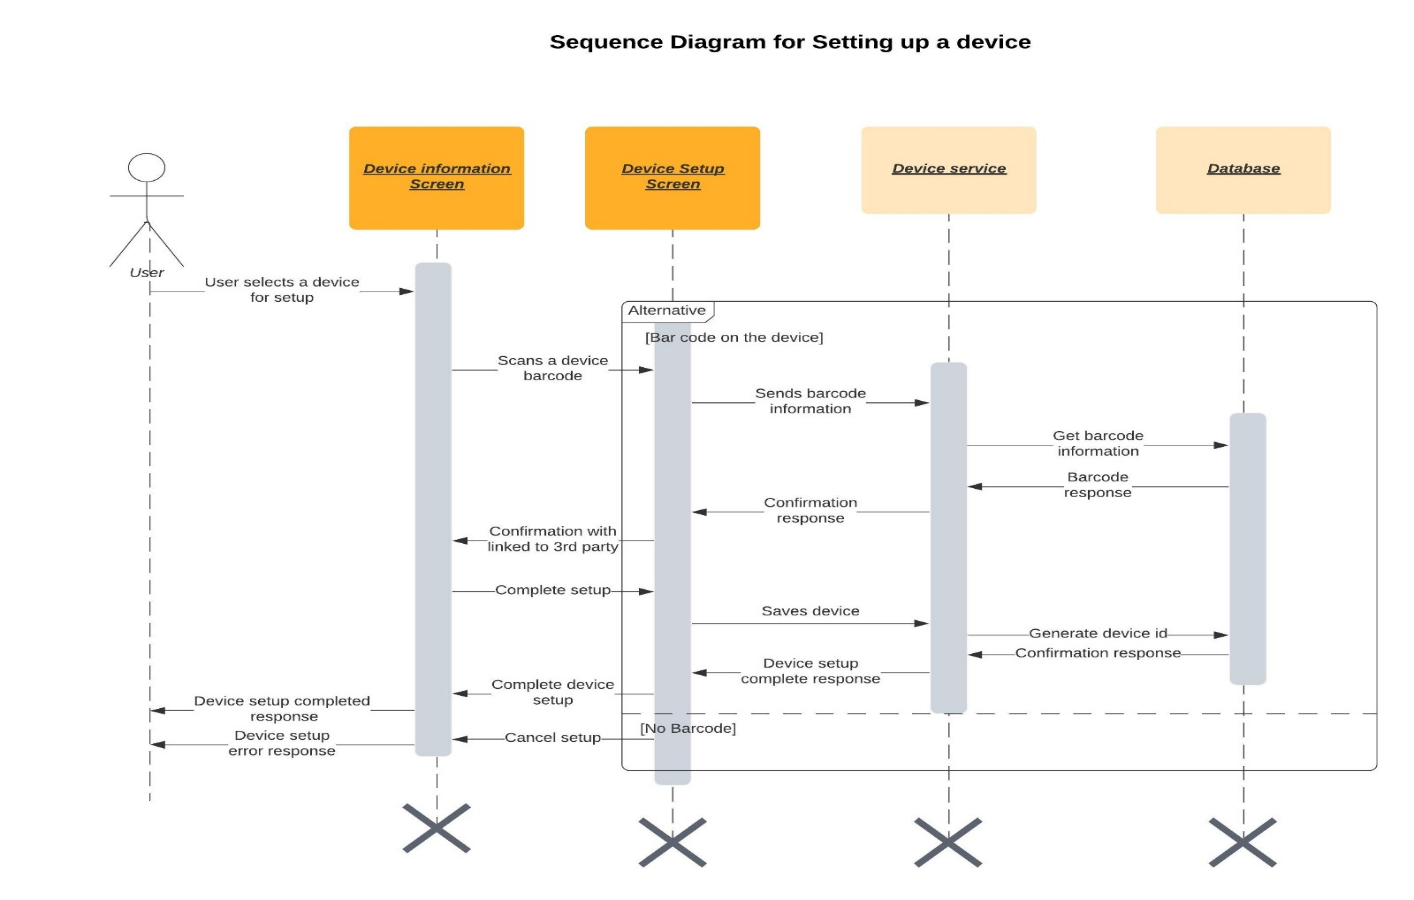 Sequence Diagram for Setting up a device
Device information
Screen
Device Setup
Screen
Device service
Database
User
User selects a device
for setup
Alternative
[Bar code on the device]
Scans a device
barcode
Sends barcode
information
Get barcode
information
Barcode
response
Confirmation
response
Confirmation with
linked to 3rd party
Complete setup
Saves device
Generate device id
Confirmation response
Device setup
complete response
Complete device
setup
Device setup completed
response
[No Barcode]
Cancel setup
Device setup
error response